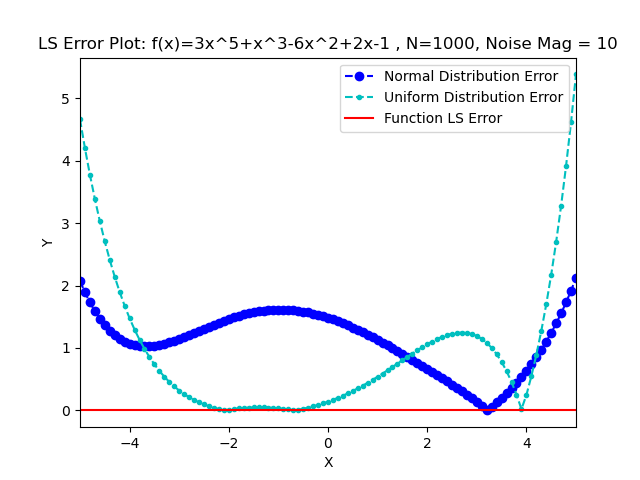 LS Error Plot: f(x)=3x^5+x^3-6x^2+2x-1 , N=1000, Noise Mag = 10
Normal Distribution Error
Uniform Distribution Error
Function LS Error
5
4
3
2
1
0
Y
−4 −2 0 2 4
X